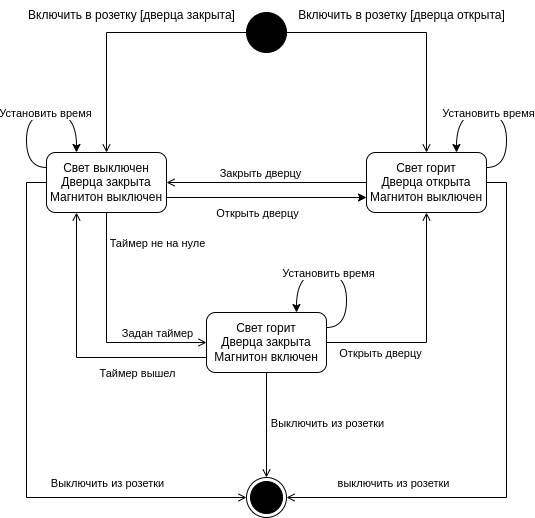 Включить в розетку [дверца закрыта]
Включить в розетку [дверца открыта]
Установить время
Установить время
Свет выключен
Дверца закрыта
Магнитон выключен
Закрыть дверцу
Открыть дверцу
Свет горит
Дверца открыта
Магнитон выключен
Таймер не на нуле
Установить время
Задан таймер
Свет горит
Дверца закрыта
Магнитон включен
Открыть дверцу
Таймер вышел
Выключить из розетки
Выключить из розетки
выключить из розетки